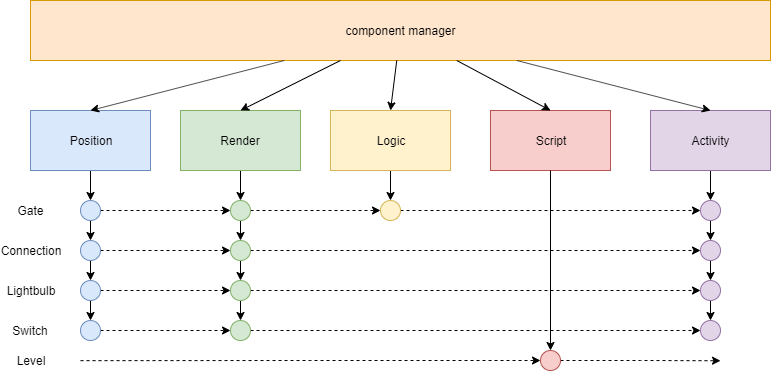 component manager
Position
Render
Logic
Script
Activity
Gate
Connection
Lightbulb
Switch
Level